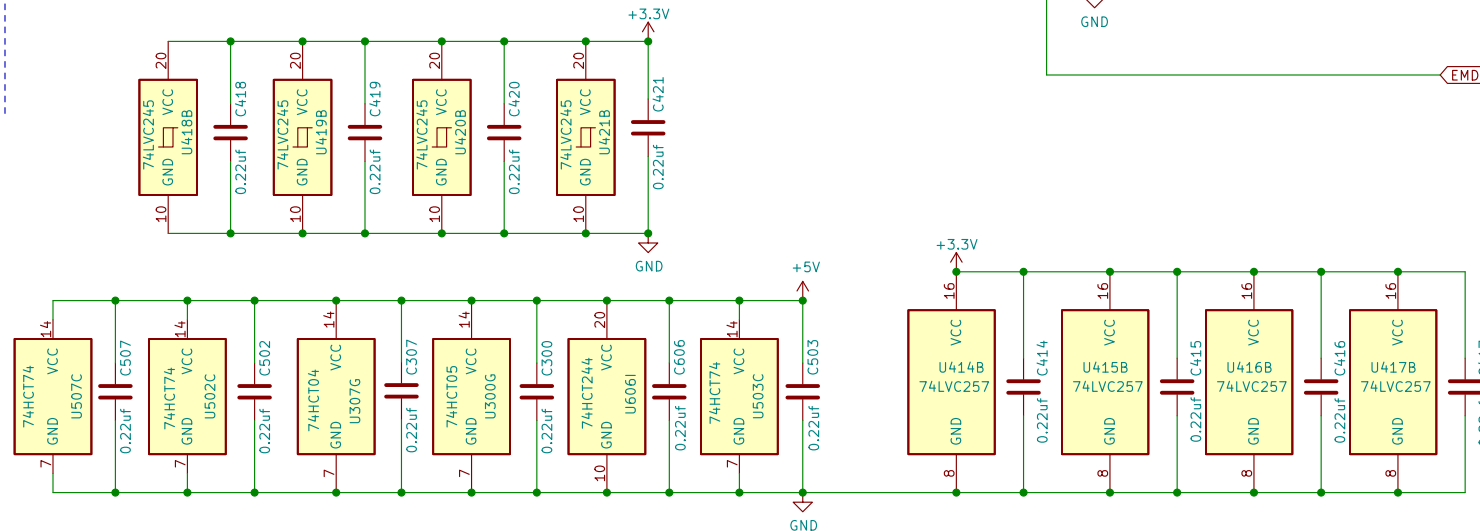 +3.3V
GND
EMD
20
74LVC245
VCC
U418B
GND
10
C418
0.22uf
20
74LVC245
VCC
U419B
GND
10
C419
0.22uf
20
74LVC245
VCC
U420B
GND
10
C420
0.22uf
20
74LVC245
VCC
U421B
GND
10
C421
0.22uf
GND
+5V
+3.3V
14
74HCT74
VCC
U507C
GND
7
C507
0.22uf
14
74HCT74
VCC
U502C
GND
7
C502
0.22uf
14
74HCT04
VCC
U307G
GND
7
C307
0.22uf
14
74HCT05
VCC
U300G
GND
7
C300
0.22uf
20
74HCT244
VCC
U606I
GND
10
C606
0.22uf
14
74HCT74
VCC
U503C
GND
7
C503
0.22uf
GND
16
VCC
U414B
74LVC257
GND
8
C414
0.22uf
16
VCC
U415B
74LVC257
GND
8
C415
0.22uf
16
VCC
U416B
74LVC257
GND
8
C416
0.22uf
16
VCC
U417B
74LVC257
GND
8